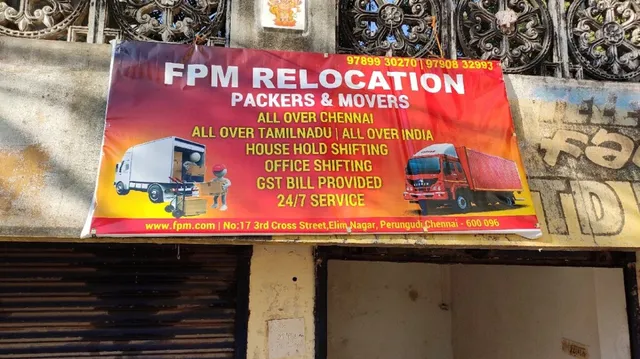 97899 30270 | 97908 32993
FPM RELOCATION
PACKERS & MOVERS
ALL OVER CHENNAI
ALL OVER TAMILNADU | ALL OVER INDIA
HOUSE HOLD SHIFTING
OFFICE SHIFTING
GST BILL PROVIDED
24/7 SERVICE
www.fpm.com | No:17 3rd Cross Street,Elim Nagar, Perungudi Chennai - 600 096